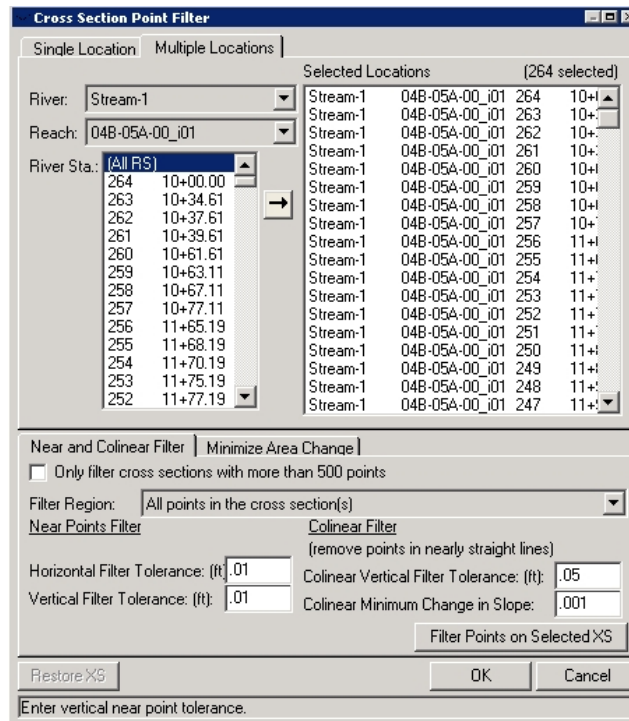 Cross Section Point Filter
Single Location
Multiple Locations
River:
Stream-1
Reach:
04B-05A-00_i01
River Sta.:
(All RS)
264 10+00.00
263 10+34.61
262 10+37.61
261 10+39.61
260 10+61.61
259 10+63.11
258 10+67.11
257 10+77.11
256 11+65.19
255 11+68.19
254 11+70.19
253 11+75.19
252 11+77.19
Selected Locations (264 selected)
Stream-1 04B-05A-00_i01 264
Stream-1 04B-05A-00_i01 263
Stream-1 04B-05A-00_i01 262
Stream-1 04B-05A-00_i01 261
Stream-1 04B-05A-00_i01 260
Stream-1 04B-05A-00_i01 259
Stream-1 04B-05A-00_i01 258
Stream-1 04B-05A-00_i01 257
Stream-1 04B-05A-00_i01 256
Stream-1 04B-05A-00_i01 255
Stream-1 04B-05A-00_i01 254
Stream-1 04B-05A-00_i01 253
Stream-1 04B-05A-00_i01 252
Stream-1 04B-05A-00_i01 251
Stream-1 04B-05A-00_i01 250
Stream-1 04B-05A-00_i01 249
Stream-1 04B-05A-00_i01 248
Stream-1 04B-05A-00_i01 247
Near and Colinear Filter
Minimize Area Change
Only filter cross sections with more than 500 points
Filter Region: All points in the cross section(s)
Near Points Filter
Horizontal Filter Tolerance: (ft): .01
Vertical Filter Tolerance: (ft): .01
Colinear Filter
(remove points in nearly straight lines)
Colinear Vertical Filter Tolerance: (ft): .05
Colinear Minimum Change in Slope: .001
Filter Points on Selected XS
Restore XS
OK
Cancel
Enter vertical near point tolerance.